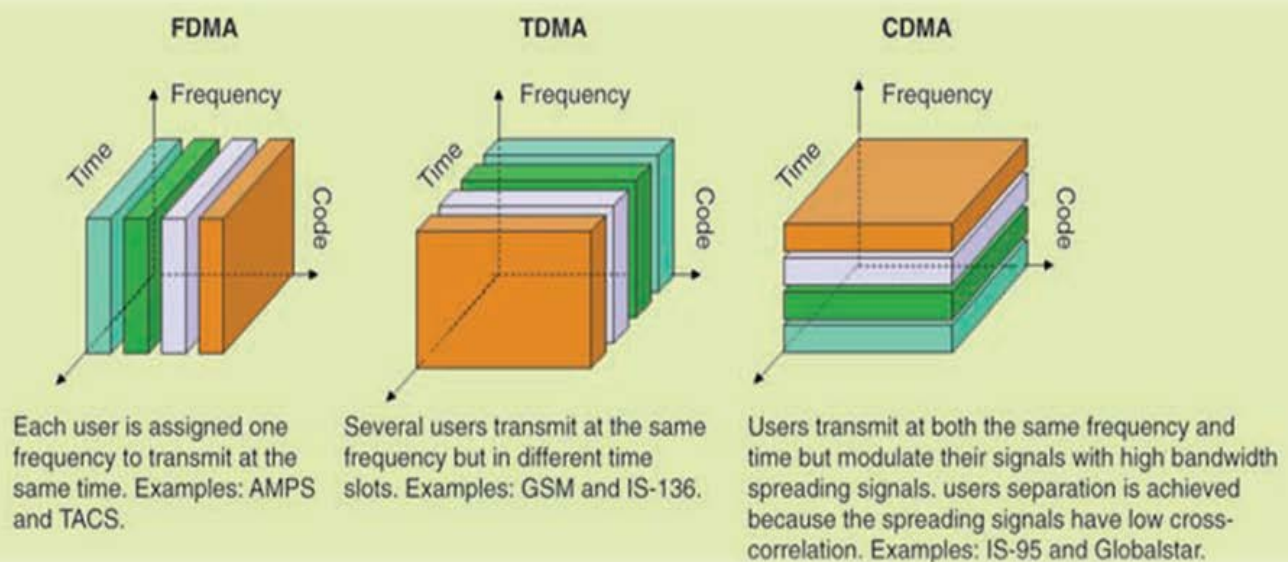 FDMA
Frequency
Time
Code
Each user is assigned one
frequency to transmit at the
same time. Examples: AMPS
and TACS.
TDMA
Frequency
Time
Code
Several users transmit at the same
frequency but in different time
slots. Examples: GSM and IS-136.
CDMA
Frequency
Time
Code
Users transmit at both the same frequency and
time but modulate their signals with high bandwidth
spreading signals. users separation is achieved
because the spreading signals have low cross-
correlation. Examples: IS-95 and Globalstar.